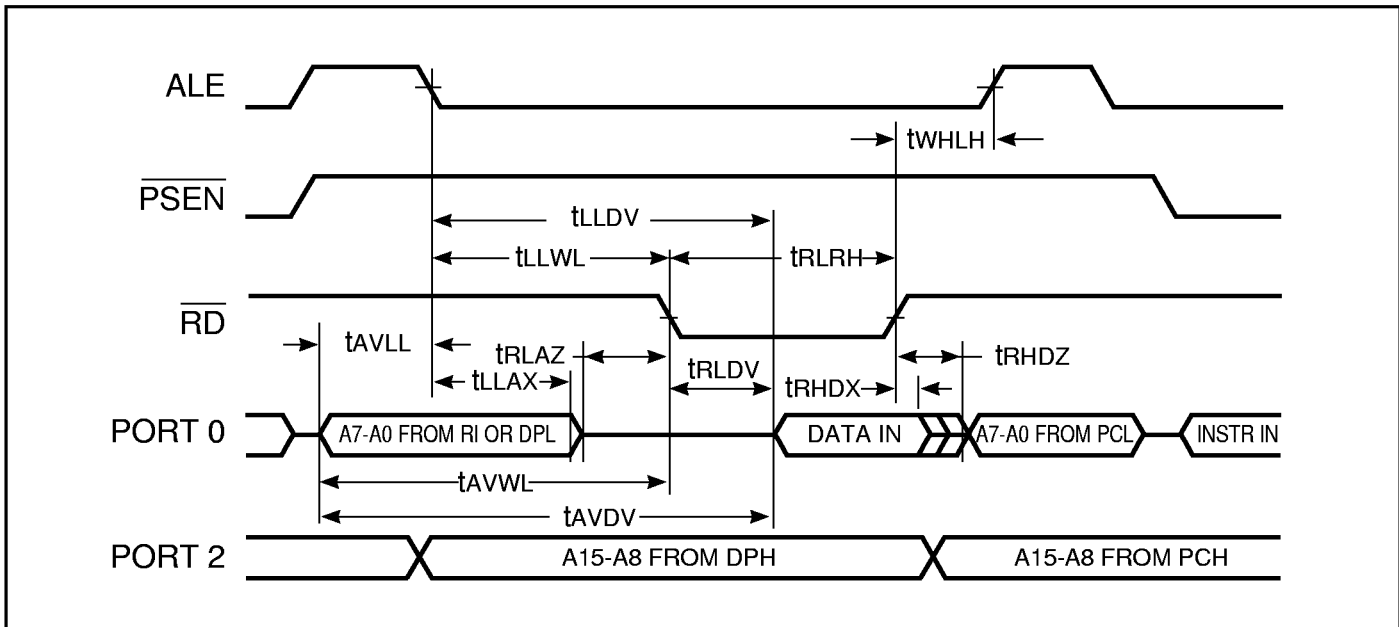 ALE
tWHLH
PSEN
tLLDV
tLLWL
tRLRH
RD
tAVLL
tRLAZ
tRHDZ
tLLAX
tRLDV
tRHDX
PORT 0
A7-A0 FROM RI OR DPL
DATA IN
A7-A0 FROM PCL
INSTR IN
tAVWL
tAVDV
PORT 2
A15-A8 FROM DPH
A15-A8 FROM PCH